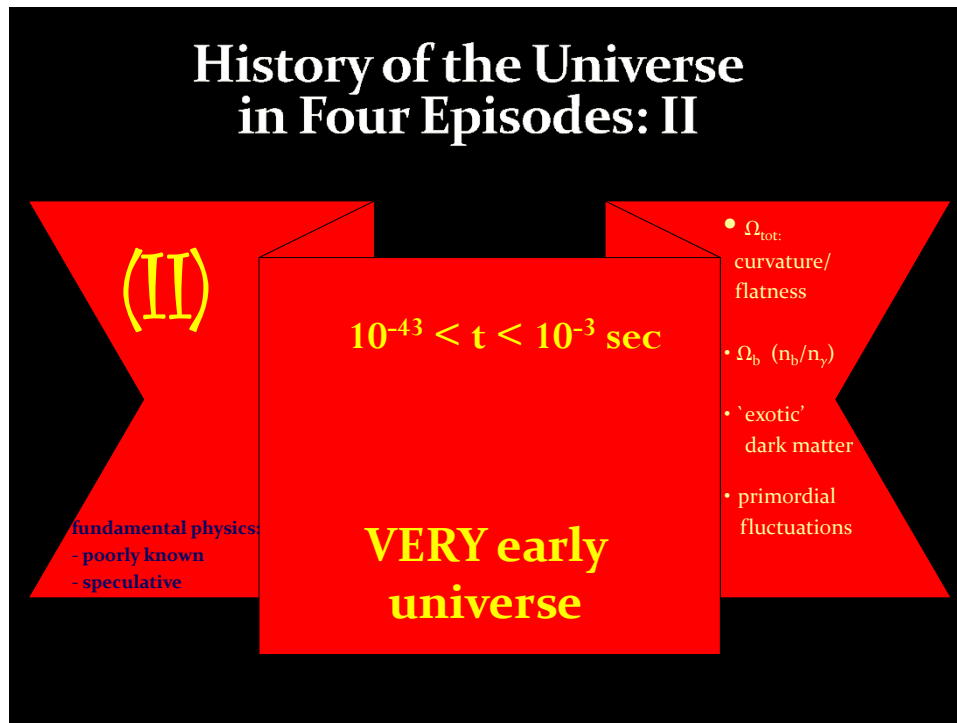 History of the Universe
in Four Episodes: II
(II)
10⁻⁴³ < t < 10⁻³ sec
VERY early
universe
fundamental physics:
- poorly known
- speculative
• Ωtot:
curvature/
flatness
• Ωb (nb/nγ)
• `exotic’
dark matter
• primordial
fluctuations